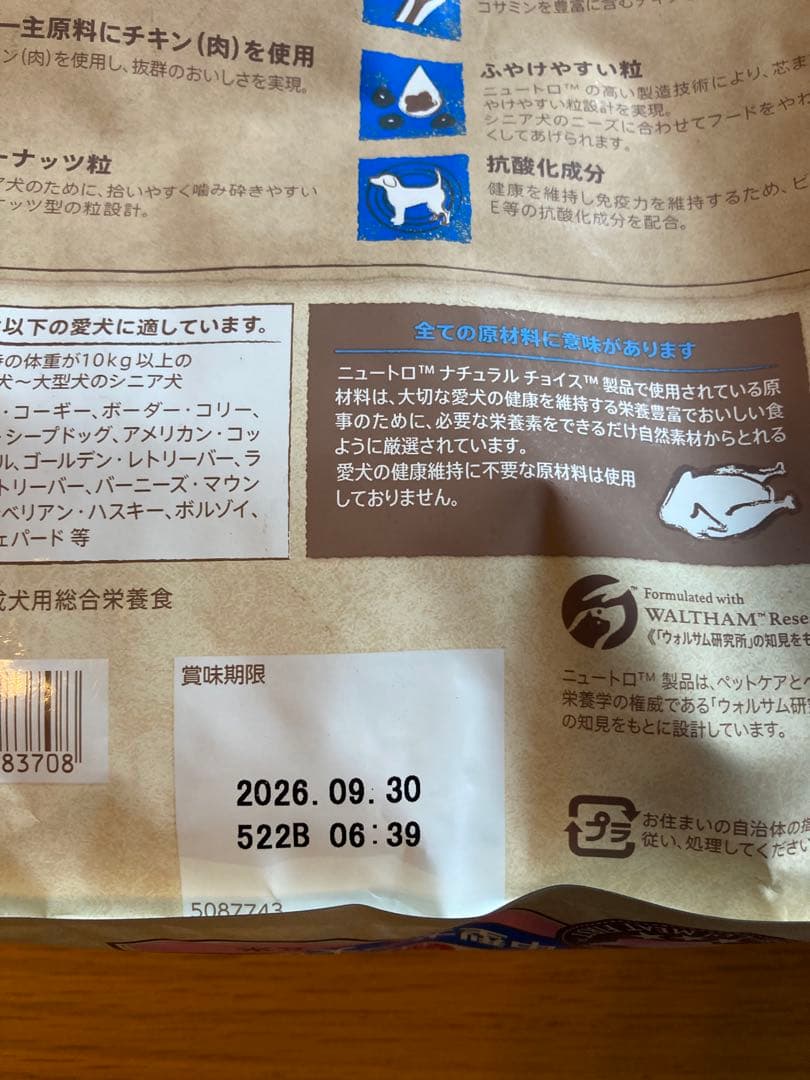 コサミンを豊富に含む
一主原料にチキン(肉)を使用
ン(肉)を使用し、抜群のおいしさを実現。
ふやけやすい粒
ニュートロ™の高い製造技術により、芯ま
やけやすい粒設計を実現。
シニア犬のニーズに合わせてフードをやわ
くしてあげられます。
ーナッツ粒
ア犬のために、拾いやすく噛み砕きやすい
ナッツ型の粒設計。
抗酸化成分
健康を維持し免疫力を維持するため、ビ
E等の抗酸化成分を配合。
以下の愛犬に適しています。
の体重が10kg以上の
犬〜大型犬のシニア犬
・コーギー、ボーダー・コリー、
シープドッグ、アメリカン・コッ
ル、ゴールデン・レトリーバー、ラ
トリーバー、バーニーズ・マウン
ベリアン・ハスキー、ボルゾイ、
ェパード 等
全ての原材料に意味があります
ニュートロ™ ナチュラル チョイス™ 製品で使用されている原
材料は、大切な愛犬の健康を維持する栄養豊富でおいしい食
事のために、必要な栄養素をできるだけ自然素材からとれる
ように厳選されています。
愛犬の健康維持に不要な原材料は使用
しておりません。
成犬用総合栄養食
Formulated with
WALTHAM™ Rese
《「ウォルサム研究所」の知見をも
ニュートロ™ 製品は、ペットケアとペ
栄養学の権威である「ウォルサム研
の知見をもとに設計しています。
83708
賞味期限
2026.09.30
522B 06:39
5087743
プラ
お住まいの自治体の
従い、処理してください
MEAT FIRST